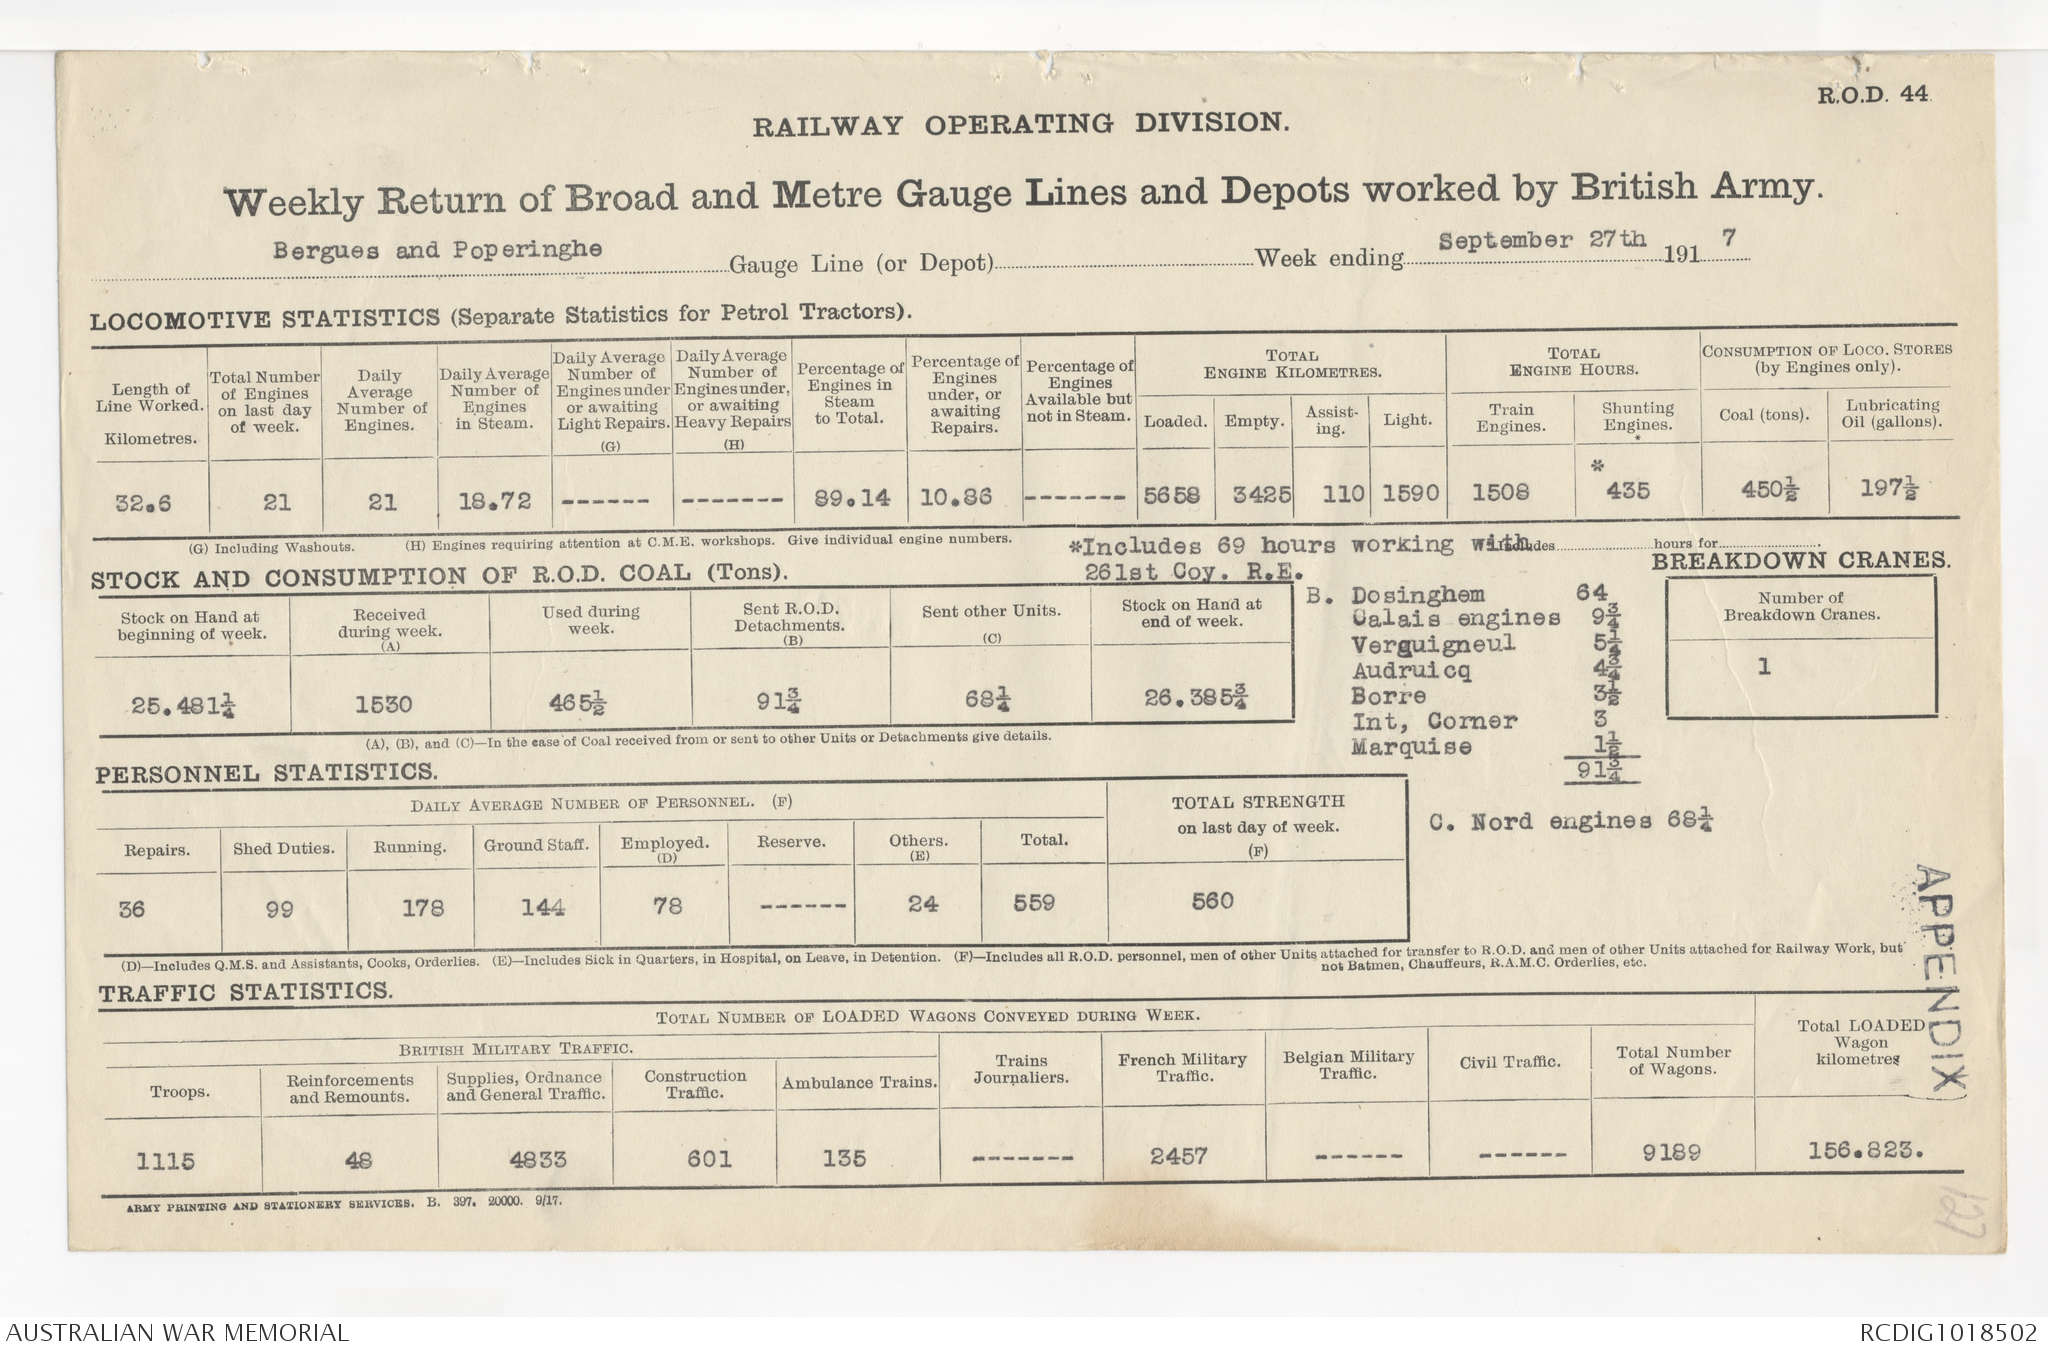 R.O.D. 44.
RAILWAY OPERATING DIVISION.
Weekly Return of Broad and Metre Gauge Lines and Depots worked by British Army.
Bergues and Poperinghe Gauge Line (or Depot) Week ending September 27th 1917
LOCOMOTIVE STATISTICS (Separate Statistics for Petrol Tractors).
Length of Line Worked. Kilometres.
Total Number of Engines on last day of week.
Daily Average Number of Engines.
Daily Average Number of Engines in Steam.
Daily Average Number of Engines under or awaiting Light Repairs. (G)
Daily Average Number of Engines under, or awaiting Heavy Repairs (H)
Percentage of Engines in Steam to Total.
Percentage of Engines under, or awaiting Repairs.
Percentage of Engines Available but not in Steam.
TOTAL ENGINE KILOMETRES.
Loaded. Empty. Assist-ing. Light.
TOTAL ENGINE HOURS.
Train Engines. Shunting Engines. *
CONSUMPTION OF LOCO. STORES (by Engines only).
Coal (tons). Lubricating Oil (gallons).
32.6 21 21 18.72 ------ ------- 89.14 10.86 ------- 5658 3425 110 1590 1508 * 435 450½ 197½
(G) Including Washouts. (H) Engines requiring attention at C.M.E. workshops. Give individual engine numbers. * Includes hours for
*Includes 69 hours working with
261st Coy. R.E.
STOCK AND CONSUMPTION OF R.O.D. COAL (Tons).
Stock on Hand at beginning of week.
Received during week. (A)
Used during week.
Sent R.O.D. Detachments. (B)
Sent other Units. (C)
Stock on Hand at end of week.
25.481¼ 1530 465½ 91¾ 68¼ 26.385¾
(A), (B), and (C)—In the case of Coal received from or sent to other Units or Detachments give details.
B. Dosinghem 64
Calais engines 9¾
Verquigneul 5¼
Audruicq 4¾
Borre 3½
Int, Corner 3
Marquise 1½
91¾
C. Nord engines 68¼
BREAKDOWN CRANES.
Number of Breakdown Cranes.
1
PERSONNEL STATISTICS.
DAILY AVERAGE NUMBER OF PERSONNEL. (F)
TOTAL STRENGTH on last day of week. (F)
Repairs. Shed Duties. Running. Ground Staff. Employed. (D) Reserve. Others. (E) Total.
36 99 178 144 78 ------ 24 559 560
(D)—Includes Q.M.S. and Assistants, Cooks, Orderlies. (E)—Includes Sick in Quarters, in Hospital, on Leave, in Detention. (F)—Includes all R.O.D. personnel, men of other Units attached for transfer to R.O.D. and men of other Units attached for Railway Work, but
not Batmen, Chauffeurs, R.A.M.C. Orderlies, etc.
APPENDIX
TRAFFIC STATISTICS.
TOTAL NUMBER OF LOADED WAGONS CONVEYED DURING WEEK.
Total LOADED Wagon kilometres
BRITISH MILITARY TRAFFIC.
Troops.
Reinforcements and Remounts.
Supplies, Ordnance and General Traffic.
Construction Traffic.
Ambulance Trains.
Trains Journaliers.
French Military Traffic.
Belgian Military Traffic.
Civil Traffic.
Total Number of Wagons.
1115 48 4833 601 135 ------- 2457 ------ ------ 9189 156.823.
ARMY PRINTING AND STATIONERY SERVICES. B. 397. 20000. 9/17.
127
AUSTRALIAN WAR MEMORIAL
RCDIG1018502